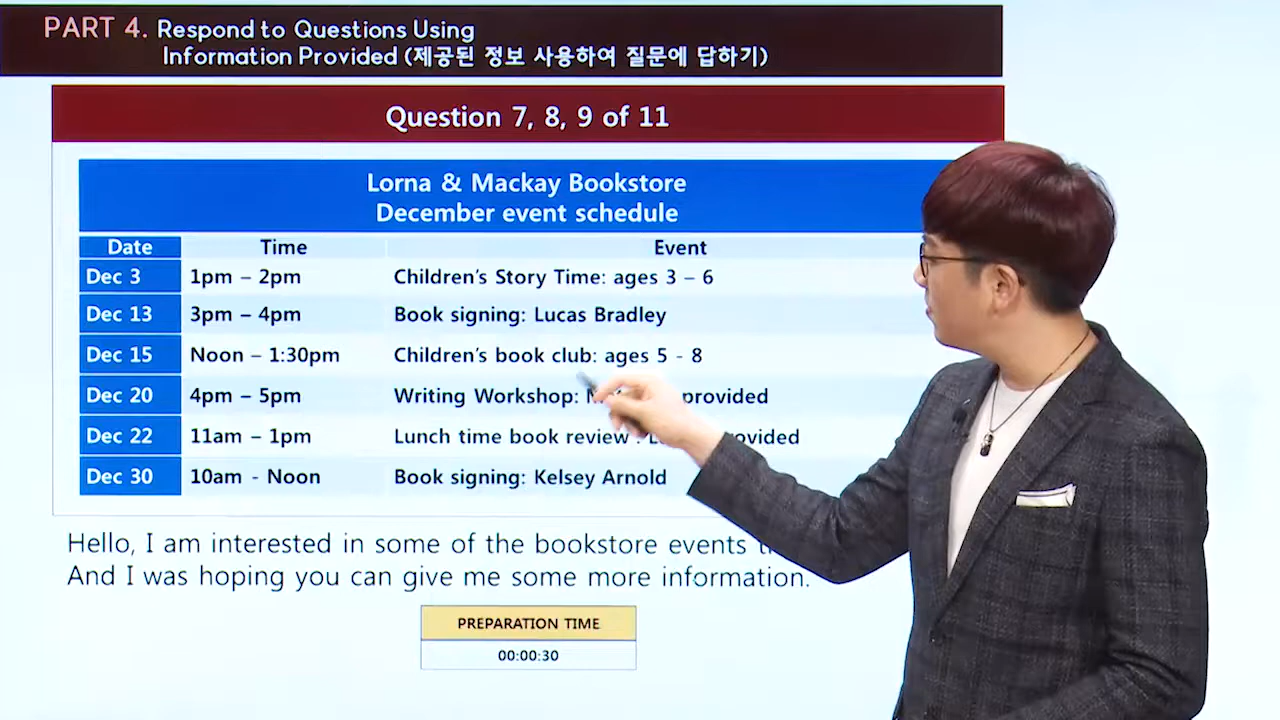 PART 4. Respond to Questions Using
Information Provided (제공된 정보 사용하여 질문에 답하기)
Question 7, 8, 9 of 11
Lorna & Mackay Bookstore
December event schedule
Date Time Event
Dec 3 1pm – 2pm Children's Story Time: ages 3 – 6
Dec 13 3pm – 4pm Book signing: Lucas Bradley
Dec 15 Noon – 1:30pm Children's book club: ages 5 - 8
Dec 20 4pm – 5pm Writing Workshop: provided
Dec 22 11am – 1pm Lunch time book review :
Dec 30 10am - Noon Book signing: Kelsey Arnold
Hello, I am interested in some of the bookstore events
And I was hoping you can give me some more information.
PREPARATION TIME
00:00:30